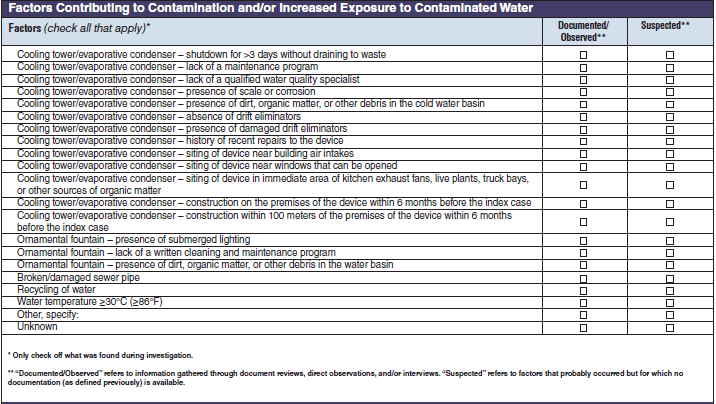 Factors Contributing to Contamination and/or Increased Exposure to Contaminated Water
Factors (check all that apply)* Documented/ Suspected**
Observed**
Cooling tower/evaporative condenser – shutdown for >3 days without draining to waste
Cooling tower/evaporative condenser – lack of a maintenance program
Cooling tower/evaporative condenser – lack of a qualified water quality specialist
Cooling tower/evaporative condenser – presence of scale or corrosion
Cooling tower/evaporative condenser – presence of dirt, organic matter, or other debris in the cold water basin
Cooling tower/evaporative condenser – absence of drift eliminators
Cooling tower/evaporative condenser – presence of damaged drift eliminators
Cooling tower/evaporative condenser – history of recent repairs to the device
Cooling tower/evaporative condenser – siting of device near building air intakes
Cooling tower/evaporative condenser – siting of device near windows that can be opened
Cooling tower/evaporative condenser – siting of device in immediate area of kitchen exhaust fans, live plants, truck bays,
or other sources of organic matter
Cooling tower/evaporative condenser – construction on the premises of the device within 6 months before the index case
Cooling tower/evaporative condenser – construction within 100 meters of the premises of the device within 6 months
before the index case
Ornamental fountain – presence of submerged lighting
Ornamental fountain – lack of a written cleaning and maintenance program
Ornamental fountain – presence of dirt, organic matter, or other debris in the water basin
Broken/damaged sewer pipe
Recycling of water
Water temperature ≥30°C (≥86°F)
Other, specify:
Unknown
* Only check off what was found during investigation.
** “Documented/Observed” refers to information gathered through document reviews, direct observations, and/or interviews. “Suspected” refers to factors that probably occurred but for which no
documentation (as defined previously) is available.